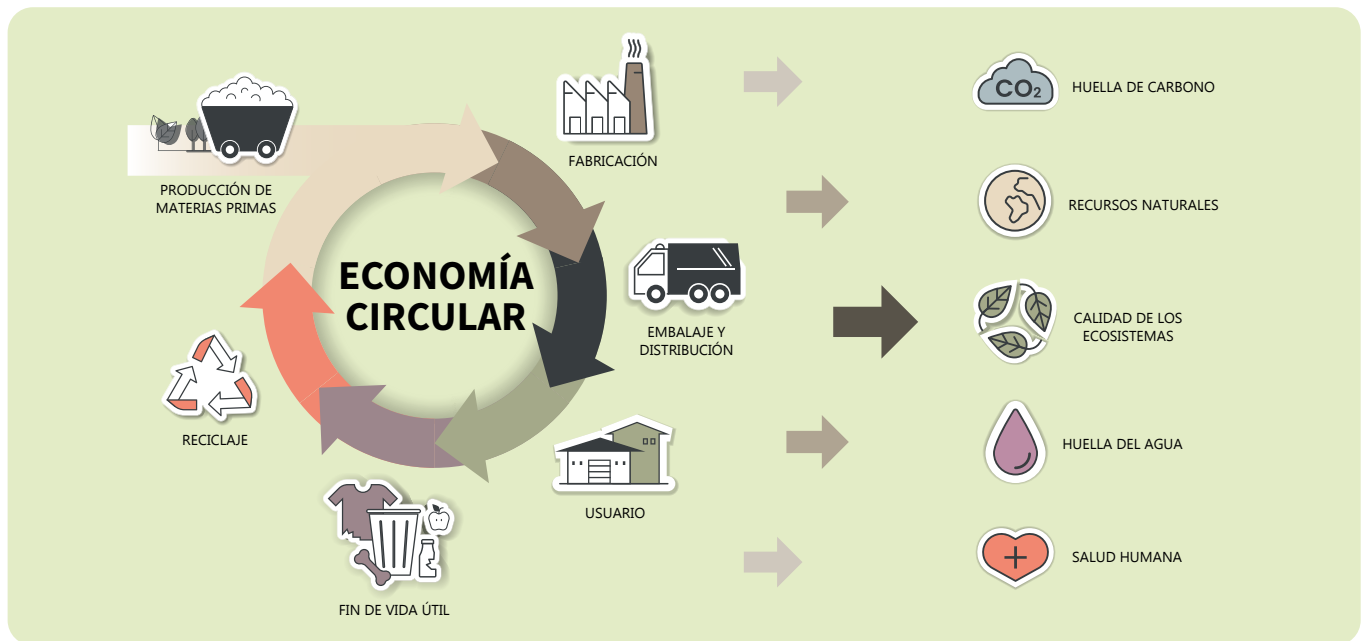 PRODUCCIÓN DE
MATERIAS PRIMAS
FABRICACIÓN
EMBALAJE Y
DISTRIBUCIÓN
USUARIO
FIN DE VIDA ÚTIL
RECICLAJE
ECONOMÍA
CIRCULAR
CO₂
HUELLA DE CARBONO
RECURSOS NATURALES
CALIDAD DE LOS
ECOSISTEMAS
HUELLA DEL AGUA
SALUD HUMANA